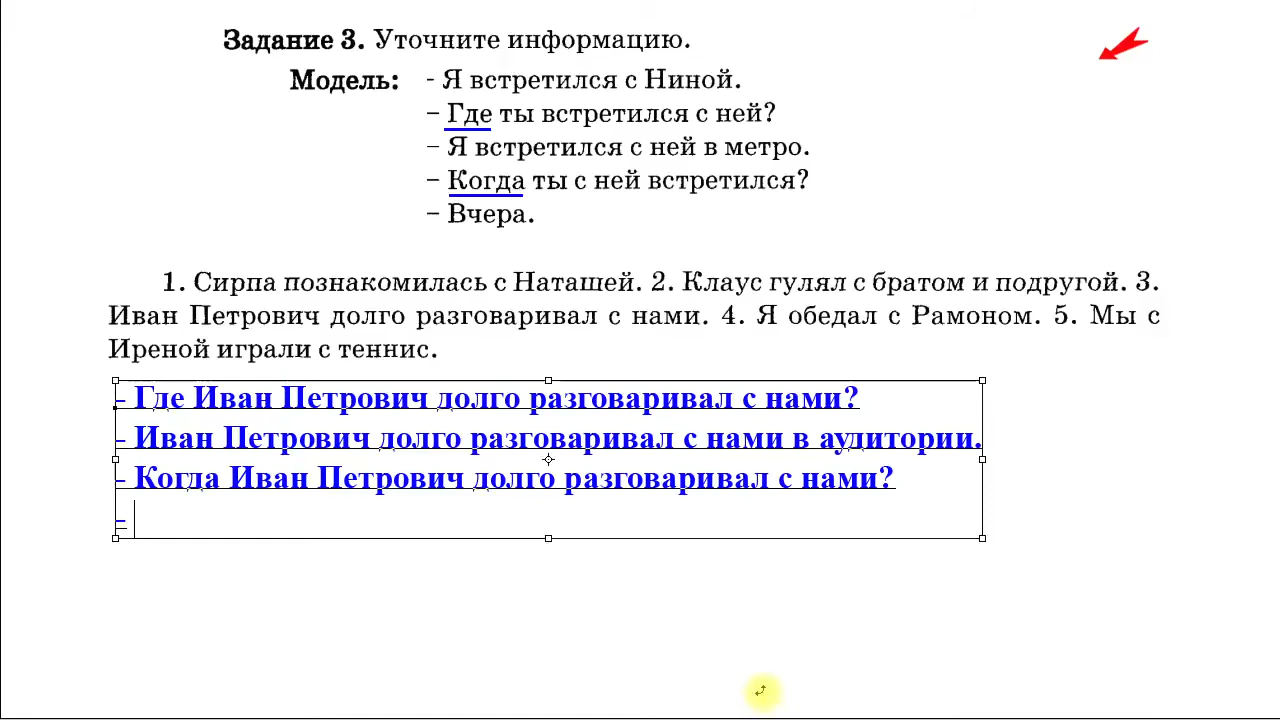 Задание 3. Уточните информацию.
Модель: - Я встретился с Ниной.
– Где ты встретился с ней?
– Я встретился с ней в метро.
– Когда ты с ней встретился?
– Вчера.
1. Сирпа познакомилась с Наташей. 2. Клаус гулял с братом и подругой. 3.
Иван Петрович долго разговаривал с нами. 4. Я обедал с Рамоном. 5. Мы с
Иреной играли с теннис.
- Где Иван Петрович долго разговаривал с нами?
- Иван Петрович долго разговаривал с нами в аудитории.
- Когда Иван Петрович долго разговаривал с нами?
-